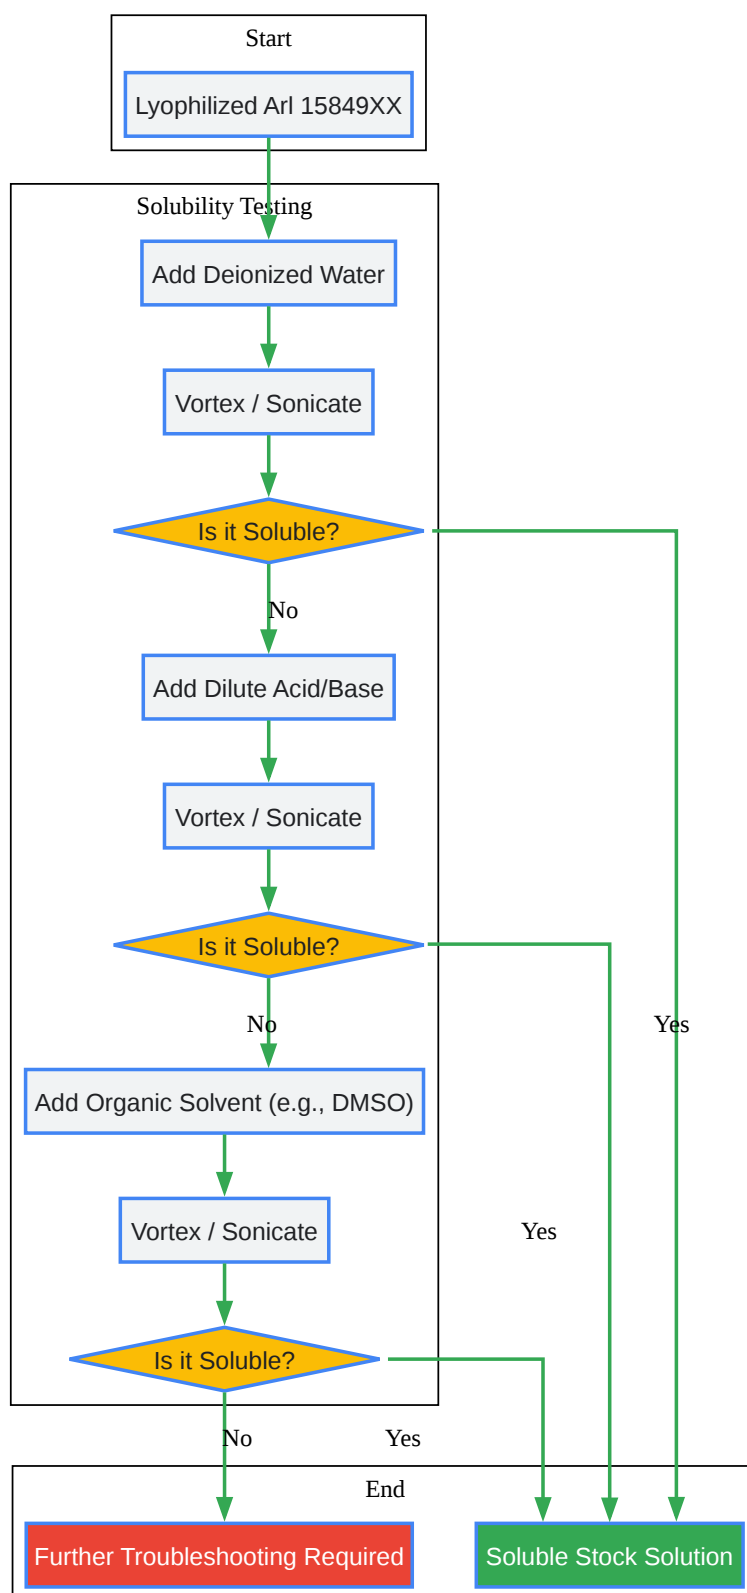 Start
Lyophilized Arl 15849XX
Solubility Testing
Add Deionized Water
Vortex / Sonicate
Is it Soluble?
No
Add Dilute Acid/Base
Vortex / Sonicate
Is it Soluble?
No
Yes
Add Organic Solvent (e.g., DMSO)
Vortex / Sonicate
Yes
Is it Soluble?
No
Yes
End
Further Troubleshooting Required
Soluble Stock Solution